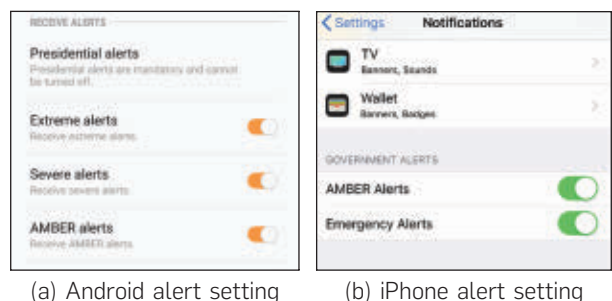 RECEIVE ALERTS
Presidential alerts
Presidential alerts are mandatory and cannot
be turned off.
Extreme alerts
Receive extreme alerts.
Severe alerts
Receive severe alerts.
AMBER alerts
Receive AMBER alerts.
(a) Android alert setting
Settings
Notifications
TV
Banners, Sounds
Wallet
Banners, Badges
GOVERNMENT ALERTS
AMBER Alerts
Emergency Alerts
(b) iPhone alert setting